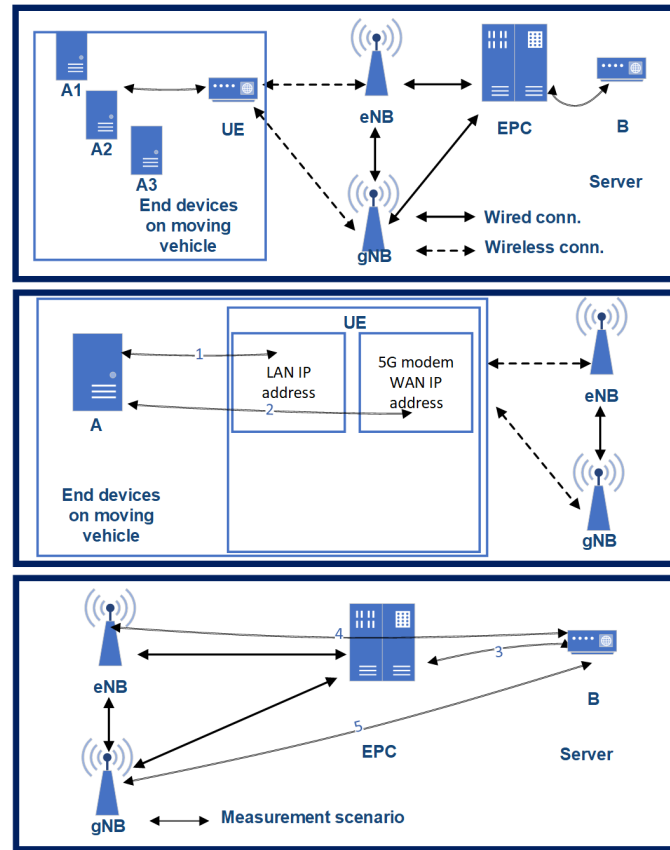 A1
A2
A3
UE
eNB
EPC
B
Server
End devices
on moving
vehicle
gNB
Wired conn.
Wireless conn.
UE
1
LAN IP
address
5G modem
WAN IP
address
2
A
End devices
on moving
vehicle
eNB
gNB
4
3
eNB
B
5
EPC
Server
gNB
Measurement scenario